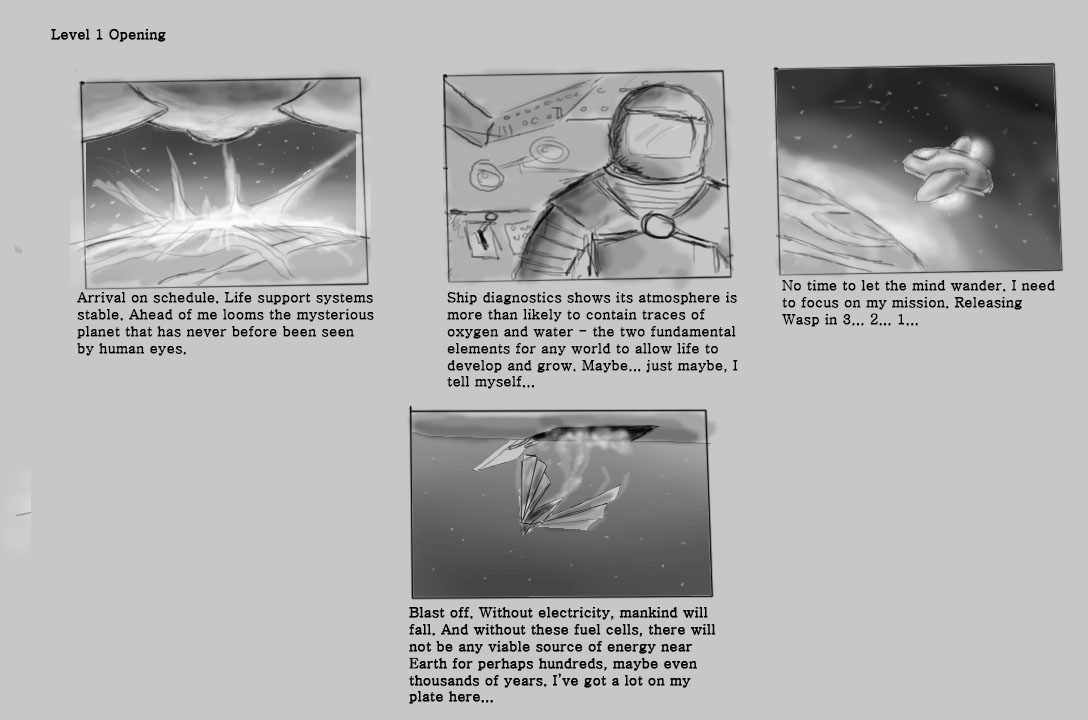 Level 1 Opening
Arrival on schedule. Life support systems
stable. Ahead of me looms the mysterious
planet that has never before been seen
by human eyes.
Ship diagnostics shows its atmosphere is
more than likely to contain traces of
oxygen and water - the two fundamental
elements for any world to allow life to
develop and grow. Maybe... just maybe, I
tell myself...
No time to let the mind wander. I need
to focus on my mission. Releasing
Wasp in 3... 2... 1...
Blast off. Without electricity, mankind will
fall. And without these fuel cells, there will
not be any viable source of energy near
Earth for perhaps hundreds, maybe even
thousands of years. I've got a lot on my
plate here...